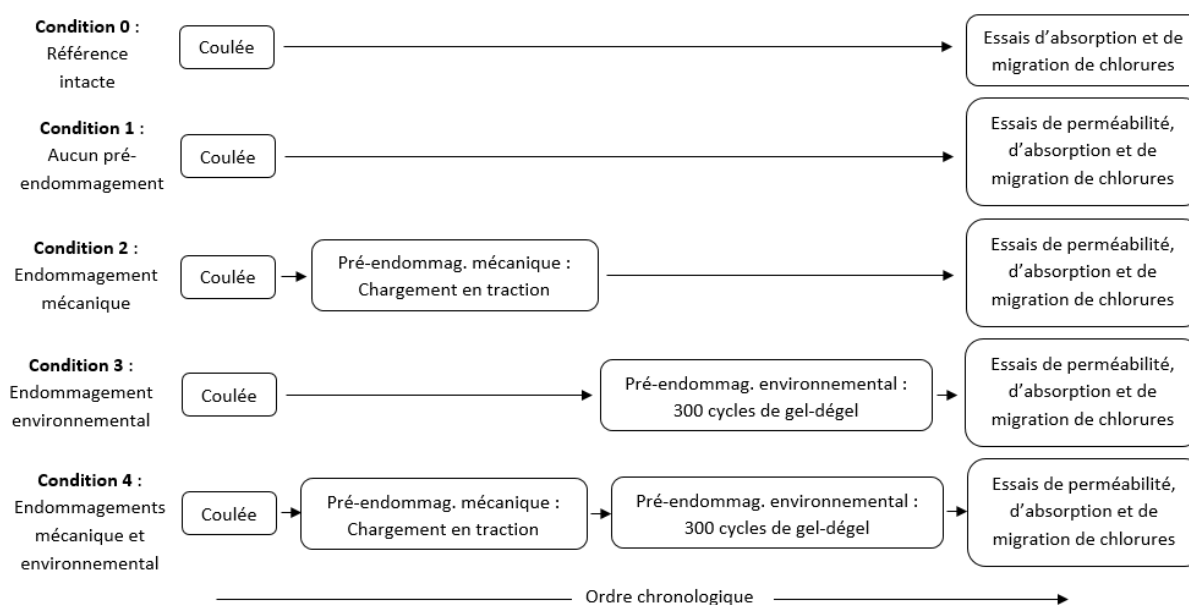 Condition 0 :
Référence
intacte
Coulée
Essais d'absorption et de
migration de chlorures
Condition 1 :
Aucun pré-
endommagement
Coulée
Essais de perméabilité,
d'absorption et de
migration de chlorures
Condition 2 :
Endommagement
mécanique
Coulée
Pré-endommag. mécanique :
Chargement en traction
Essais de perméabilité,
d'absorption et de
migration de chlorures
Condition 3 :
Endommagement
environnemental
Coulée
Pré-endommag. environnemental :
300 cycles de gel-dégel
Essais de perméabilité,
d'absorption et de
migration de chlorures
Condition 4 :
Endommagements
mécanique et
environnemental
Coulée
Pré-endommag. mécanique :
Chargement en traction
Pré-endommag. environnemental :
300 cycles de gel-dégel
Essais de perméabilité,
d'absorption et de
migration de chlorures
Ordre chronologique